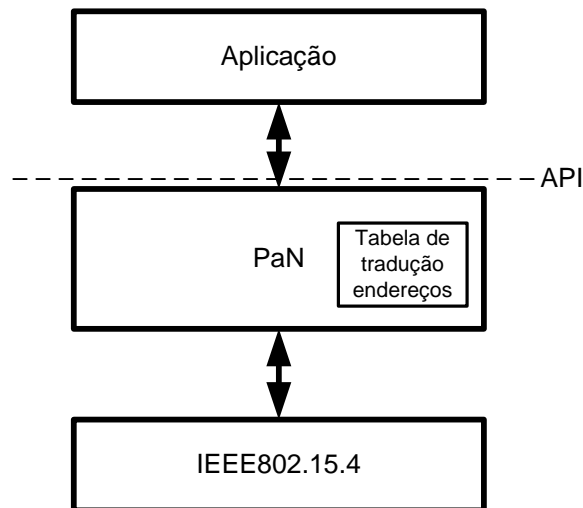 Aplicação
API
PaN
Tabela de
tradução
endereços
IEEE802.15.4